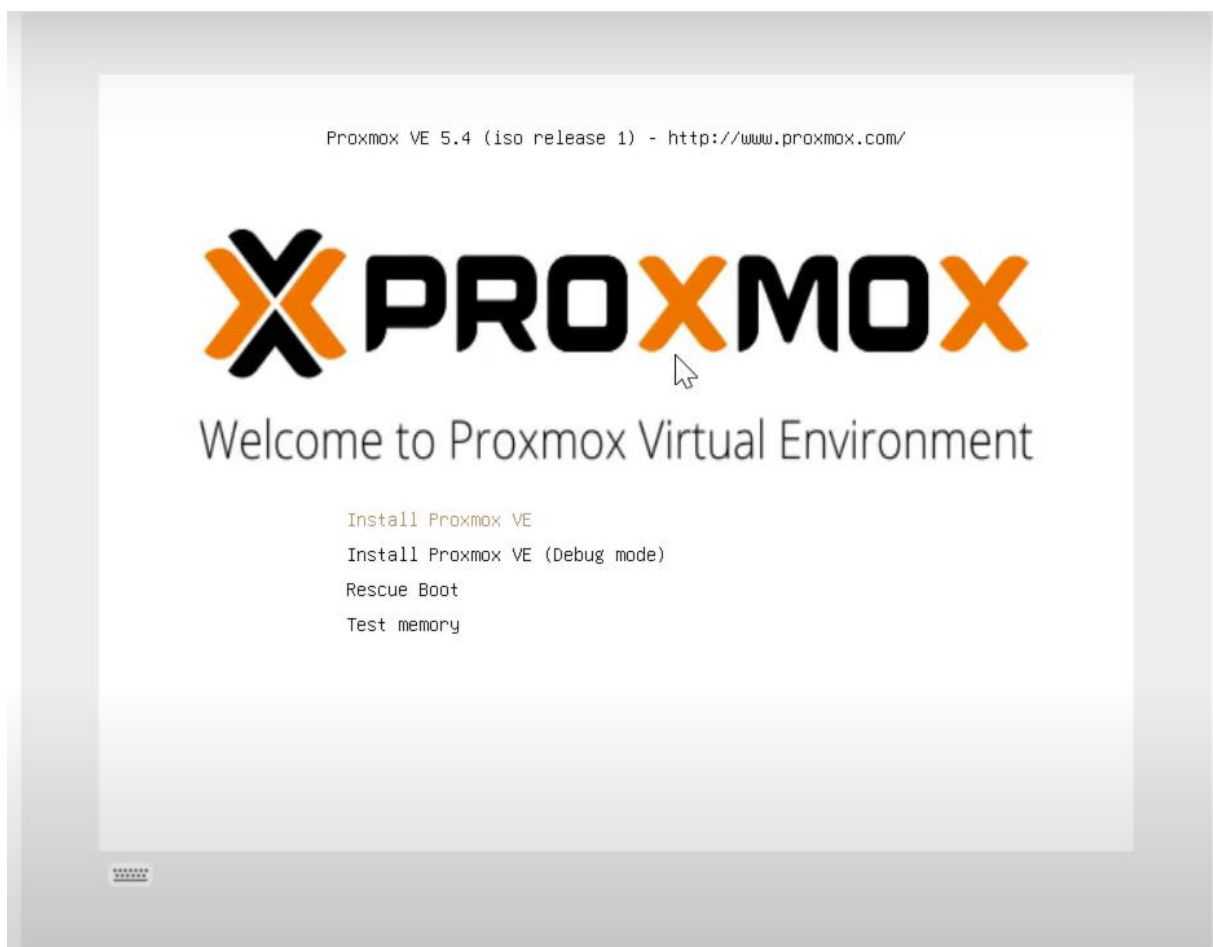 Proxmox VE 5.4 (iso release 1) - http://www.proxmox.com/
PROXMOX
Welcome to Proxmox Virtual Environment
Install Proxmox VE
Install Proxmox VE (Debug mode)
Rescue Boot
Test memory